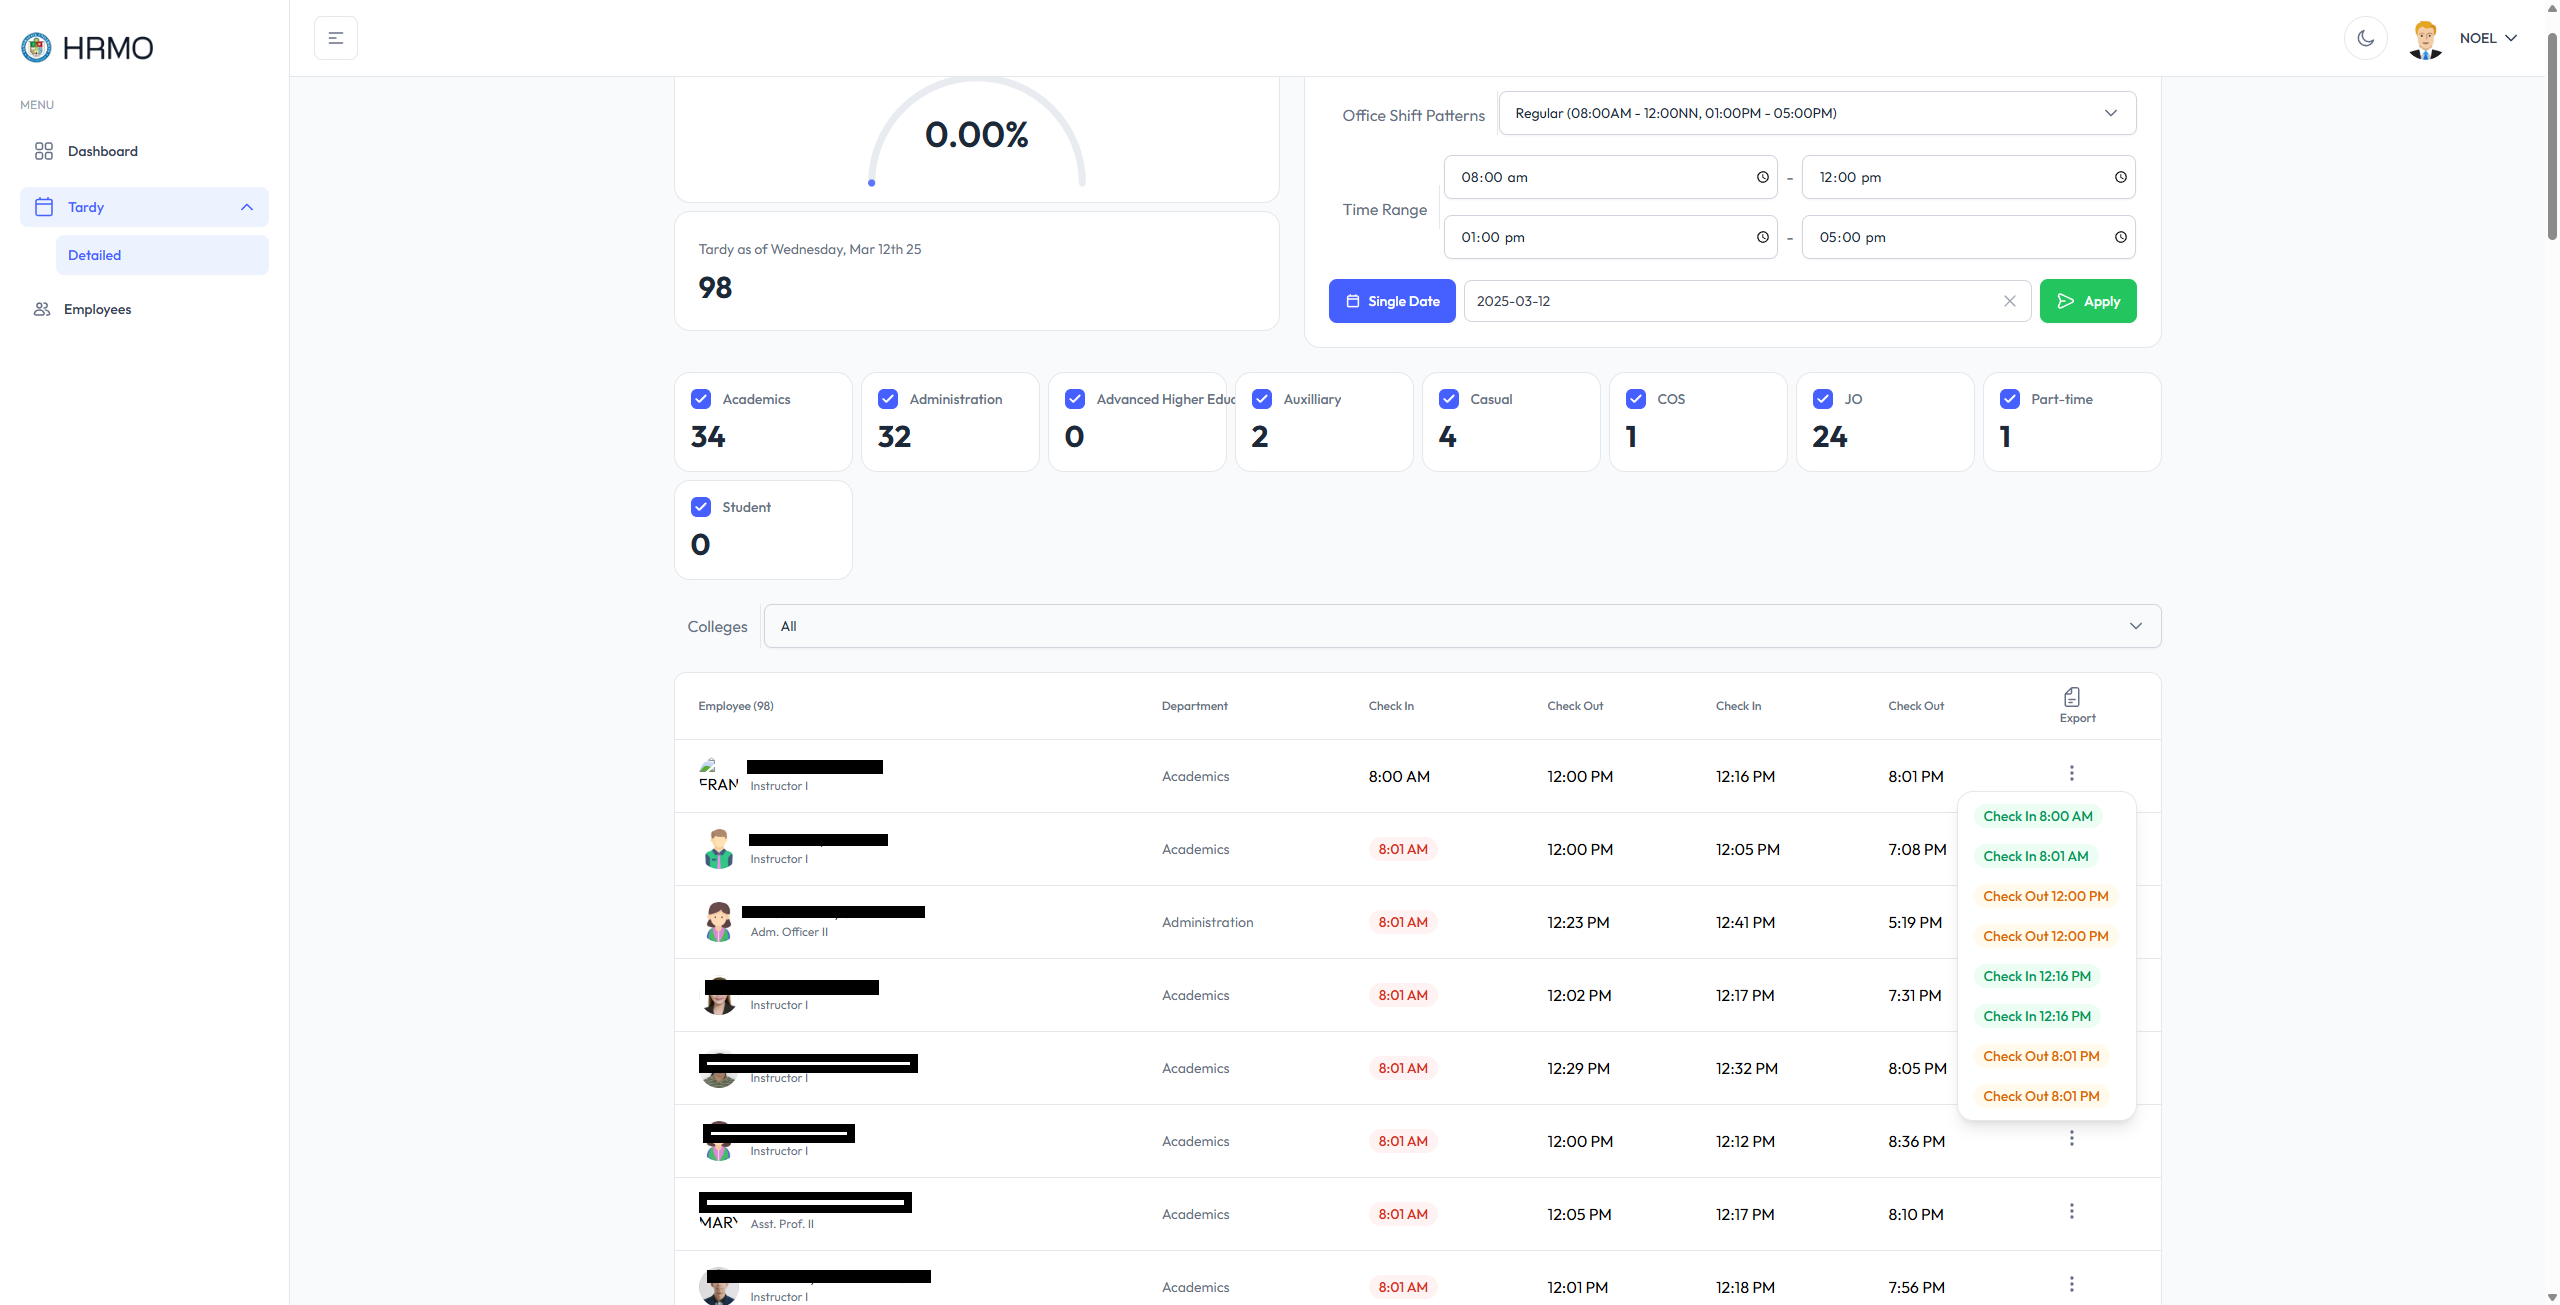 HRMO
NOEL
MENU
Dashboard
Tardy
Detailed
Employees
0.00%
Tardy as of Wednesday, Mar 12th 25
98
Office Shift Patterns
Regular (08:00AM - 12:00NN, 01:00PM - 05:00PM)
Time Range
08:00 am - 12:00 pm
01:00 pm - 05:00 pm
Single Date
2025-03-12
Apply
Academics
34
Administration
32
Advanced Higher Educ
0
Auxilliary
2
Casual
4
COS
1
JO
24
Part-time
1
Student
0
Colleges
All
Employee (98) Department Check In Check Out Check In Check Out Export
FRAN Instructor I Academics 8:00 AM 12:00 PM 12:16 PM 8:01 PM
Instructor I Academics 8:01 AM 12:00 PM 12:05 PM 7:08 PM
Adm. Officer II Administration 8:01 AM 12:23 PM 12:41 PM 5:19 PM
Instructor I Academics 8:01 AM 12:02 PM 12:17 PM 7:31 PM
Instructor I Academics 8:01 AM 12:29 PM 12:32 PM 8:05 PM
Instructor I Academics 8:01 AM 12:00 PM 12:12 PM 8:36 PM
MARY Asst. Prof. II Academics 8:01 AM 12:05 PM 12:17 PM 8:10 PM
Instructor I Academics 8:01 AM 12:01 PM 12:18 PM 7:56 PM
Check In 8:00 AM
Check In 8:01 AM
Check Out 12:00 PM
Check Out 12:00 PM
Check In 12:16 PM
Check In 12:16 PM
Check Out 8:01 PM
Check Out 8:01 PM